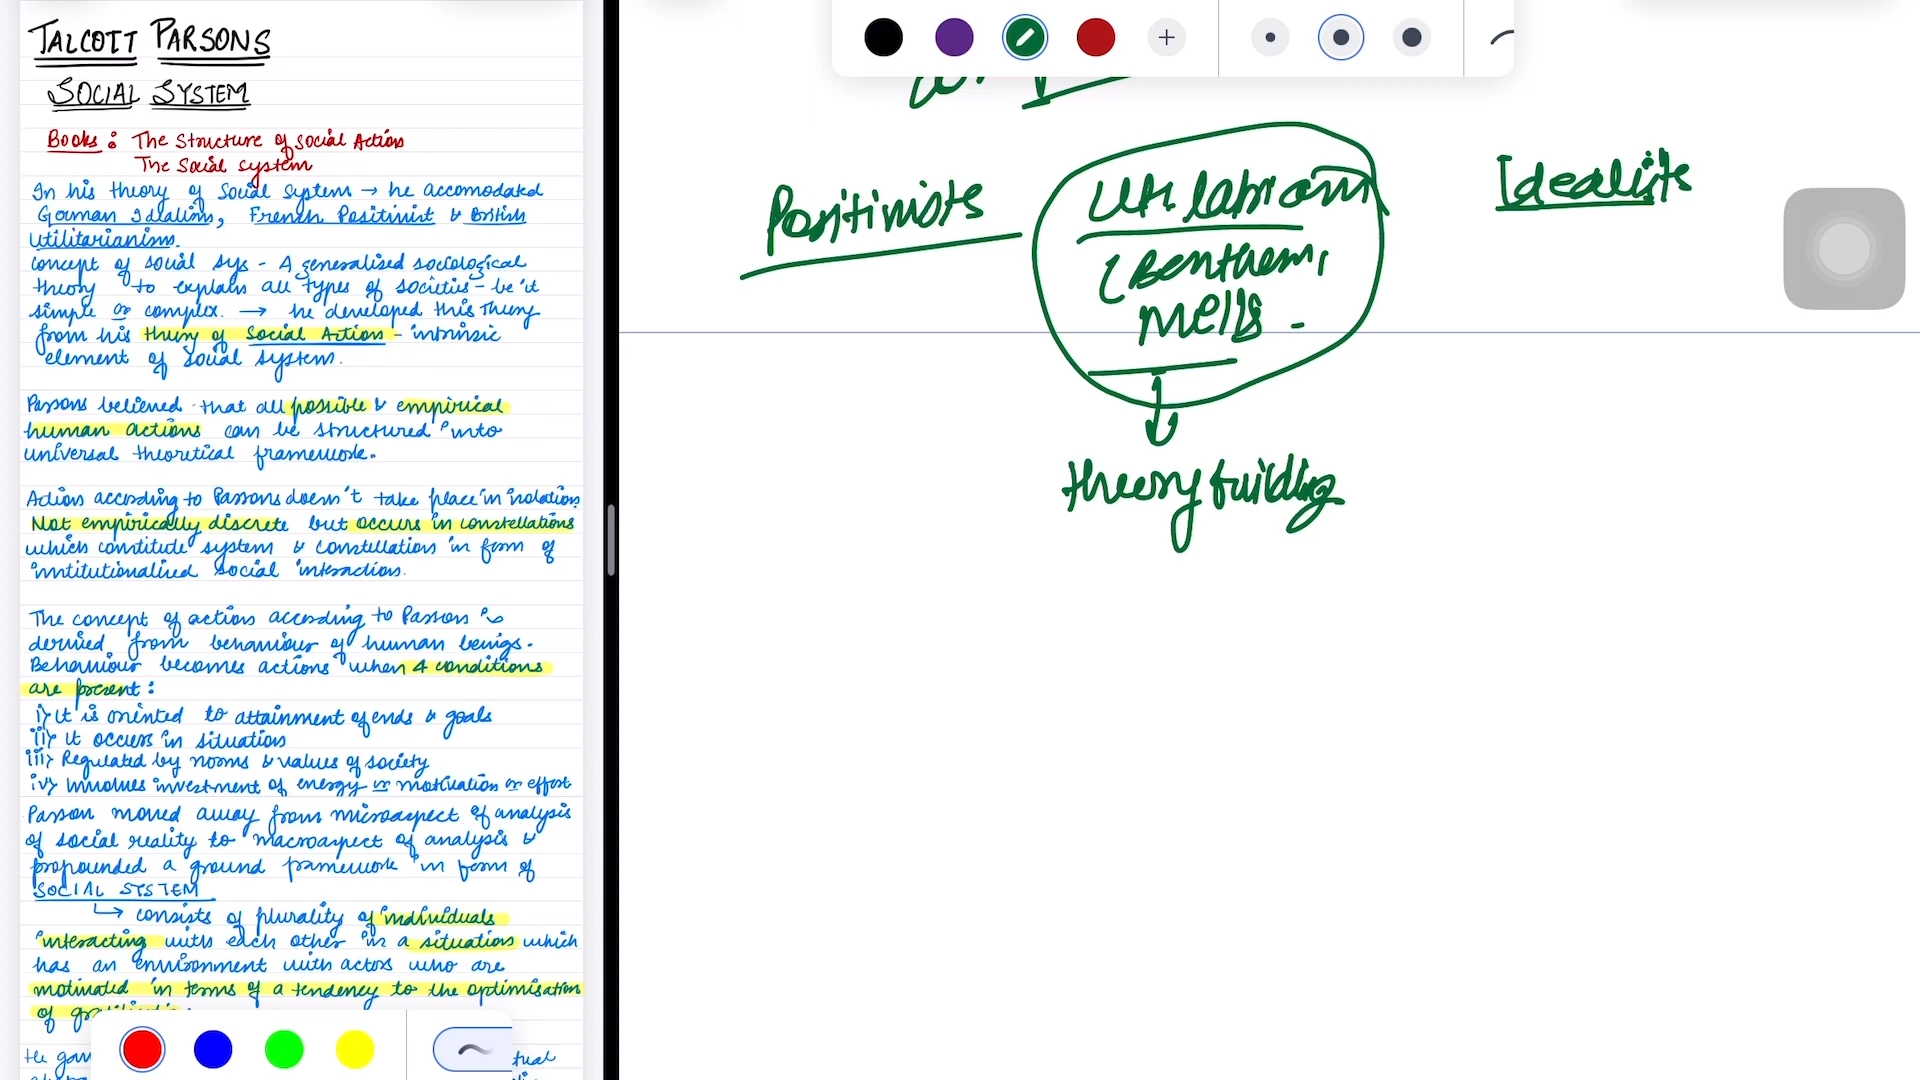 TALCOTT PARSONS
SOCIAL SYSTEM
Books : The Structure of Social Action
The Social System
In his theory of Social System → he accomodated
German Idealism, French Positivist & British
Utilitarianism.
Concept of social sys - A generalised sociological
theory to explain all types of societies - be it
simple or complex. → he developed this theory
from his theory of Social Action - intrinsic
element of social system.
Parsons believed that all possible & empirical
human actions can be structured into
universal theoretical framework.
Action according to Parsons doesn't take place in isolation.
Not empirically discrete but occurs in constellations
which constitute system & constellation in form of
institutionalised social interaction.
The concept of action according to Parsons is
derived from behaviour of human beings.
Behaviour becomes actions when 4 conditions
are present :
i) It is oriented to attainment of ends & goals
ii) It occurs in situation
iii) Regulated by norms & values of society
iv) Involves investment of energy or motivation or effort
Parson moved away from microaspect of analysis
of social reality to macroaspect of analysis &
propounded a ground framework in form of
SOCIAL SYSTEM
↳ consists of plurality of individuals
interacting with each other in a situation which
has an environment with actors who are
motivated in terms of a tendency to the optimisation
of
He
Positivists
Idealists
(Benthem,
Mells -
theory building